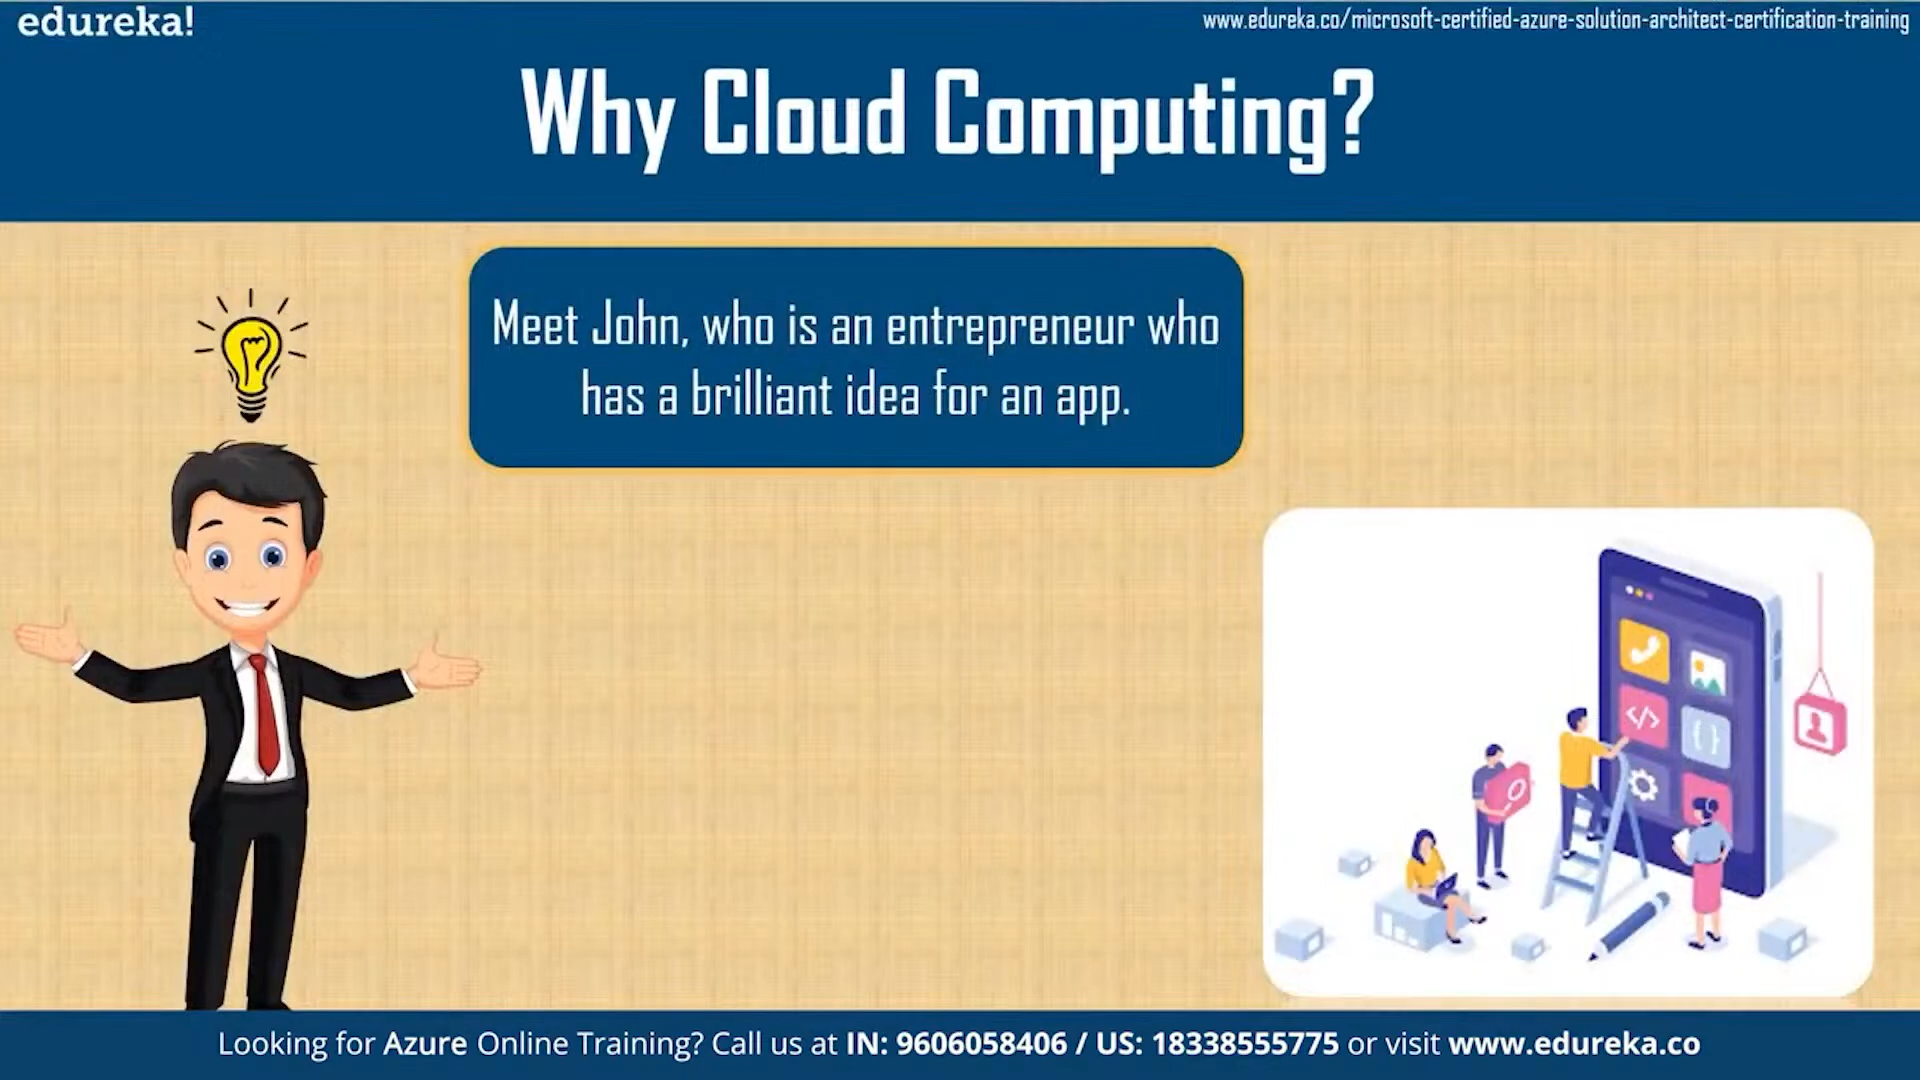 edureka!
www.edureka.co/microsoft-certified-azure-solution-architect-certification-training
Why Cloud Computing?
Meet John, who is an entrepreneur who
has a brilliant idea for an app.
</>
{}
Looking for Azure Online Training? Call us at IN: 9606058406 / US: 18338555775 or visit www.edureka.co